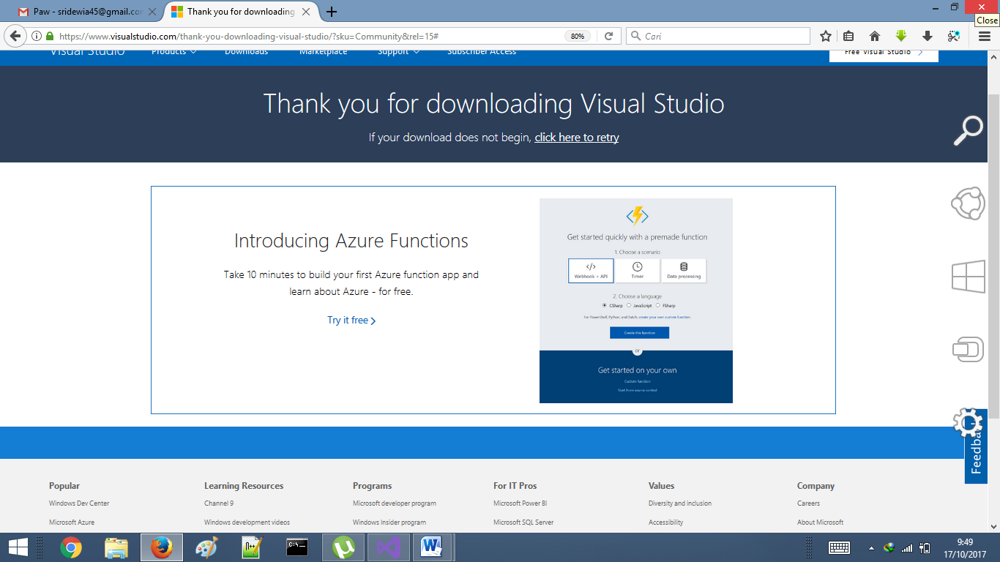 Paw - sridewia45@gmail.co
Thank you for downloading
Close
https://www.visualstudio.com/thank-you-downloading-visual-studio/?sku=Community&rel=15#
80%
Cari
Visual Studio
Products
Downloads
Marketplace
Support
Subscriber Access
Free Visual Studio
Thank you for downloading Visual Studio
If your download does not begin, click here to retry
Introducing Azure Functions
Take 10 minutes to build your first Azure function app and
learn about Azure - for free.
Try it free
Get started quickly with a premade function
1. Choose a scenario
Webhook + API
Timer
Data processing
2. Choose a language
CSharp
JavaScript
FSharp
For PowerShell, Python, and Batch, create your own custom function.
Create this function
or
Get started on your own
Custom function
Start from source control
Feedba
Popular
Learning Resources
Programs
For IT Pros
Values
Company
Windows Dev Center
Channel 9
Microsoft developer program
Microsoft Power BI
Diversity and inclusion
Careers
Microsoft Azure
Windows development videos
Windows Insider program
Microsoft SQL Server
Accessibility
About Microsoft
9:49
17/10/2017